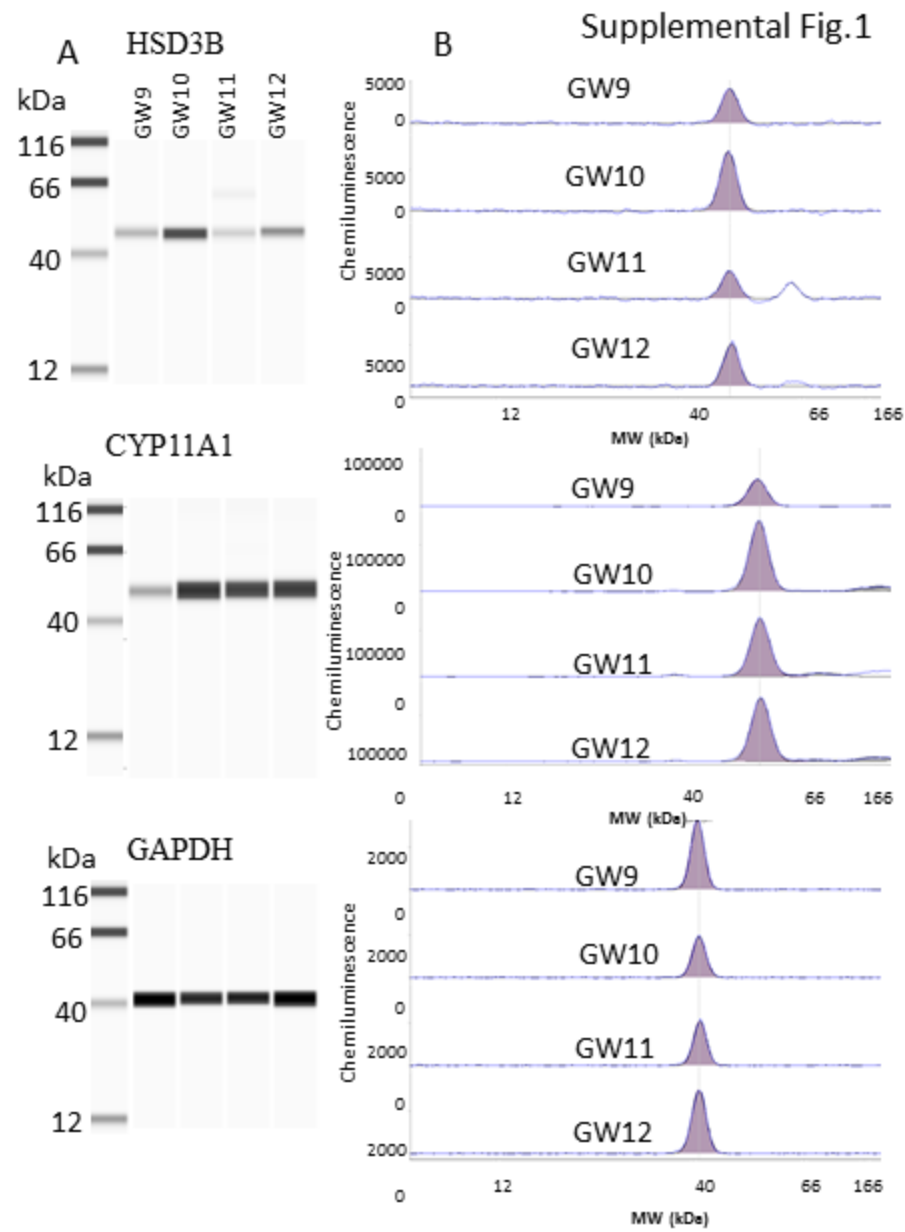 Supplemental Fig.1
A
HSD3B
kDa
GW9
GW10
GW11
GW12
116
66
40
12
CYP11A1
kDa
116
66
40
12
GAPDH
kDa
116
66
40
12
B
Chemiluminescence
5000
0
GW9
5000
0
GW10
5000
0
GW11
5000
0
GW12
12
40
66
166
MW (kDa)
Chemiluminescence
100000
0
GW9
100000
0
GW10
100000
0
GW11
100000
0
GW12
12
40
66
166
MW (kDa)
Chemiluminescence
2000
0
GW9
2000
0
GW10
2000
0
GW11
2000
0
GW12
12
40
66
166
MW (kDa)